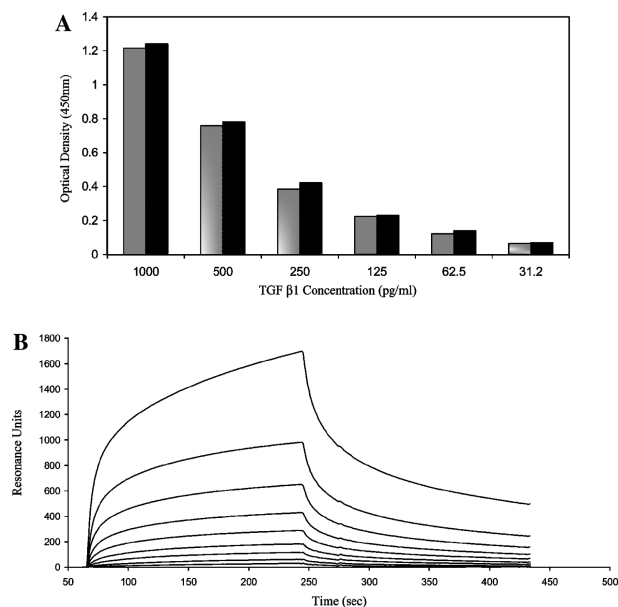 A
Optical Density (450nm)
1.4
1.2
1
0.8
0.6
0.4
0.2
0
1000 500 250 125 62.5 31.2
TGF β1 Concentration (pg/ml)
B
Resonance Units
1800
1600
1400
1200
1000
800
600
400
200
0
50 100 150 200 250 300 350 400 450 500
Time (sec)